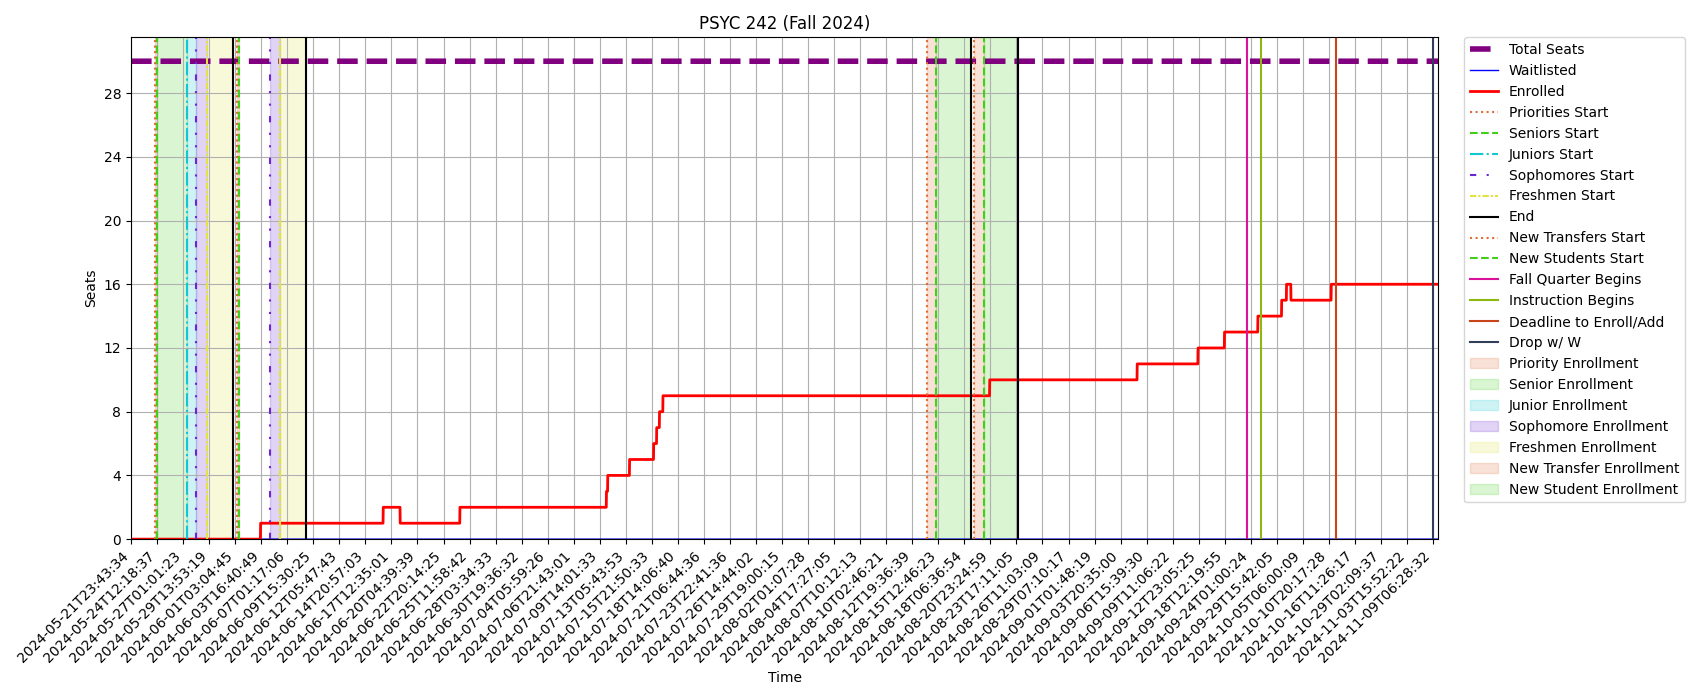 PSYC 242 (Fall 2024)
Seats
28
24
20
16
12
8
4
0
2024-05-21T23:43:34
2024-05-24T12:18:37
2024-05-27T01:01:23
2024-05-29T13:53:19
2024-06-01T03:04:45
2024-06-03T16:40:49
2024-06-07T01:17:06
2024-06-09T15:30:25
2024-06-12T05:47:43
2024-06-14T20:57:03
2024-06-17T12:35:01
2024-06-20T04:39:39
2024-06-22T20:14:25
2024-06-25T11:58:42
2024-06-28T03:34:33
2024-06-30T19:36:32
2024-07-04T05:59:26
2024-07-06T21:43:01
2024-07-09T14:01:33
2024-07-13T05:43:53
2024-07-15T21:50:33
2024-07-18T14:06:40
2024-07-21T06:44:36
2024-07-23T22:41:36
2024-07-26T14:44:02
2024-07-29T19:00:15
2024-08-02T01:07:28
2024-08-04T17:27:05
2024-08-07T10:12:13
2024-08-10T02:46:21
2024-08-12T19:36:39
2024-08-15T12:46:23
2024-08-18T06:36:54
2024-08-20T23:24:59
2024-08-23T17:11:05
2024-08-26T11:03:09
2024-08-29T07:10:17
2024-09-01T01:48:19
2024-09-03T20:35:00
2024-09-06T15:39:30
2024-09-09T11:06:22
2024-09-12T23:05:25
2024-09-18T12:19:55
2024-09-24T01:00:24
2024-09-29T15:42:05
2024-10-05T06:00:09
2024-10-10T20:17:28
2024-10-16T11:26:17
2024-10-29T02:09:37
2024-11-03T15:52:22
2024-11-09T06:28:32
Time
Total Seats
Waitlisted
Enrolled
Priorities Start
Seniors Start
Juniors Start
Sophomores Start
Freshmen Start
End
New Transfers Start
New Students Start
Fall Quarter Begins
Instruction Begins
Deadline to Enroll/Add
Drop w/ W
Priority Enrollment
Senior Enrollment
Junior Enrollment
Sophomore Enrollment
Freshmen Enrollment
New Transfer Enrollment
New Student Enrollment